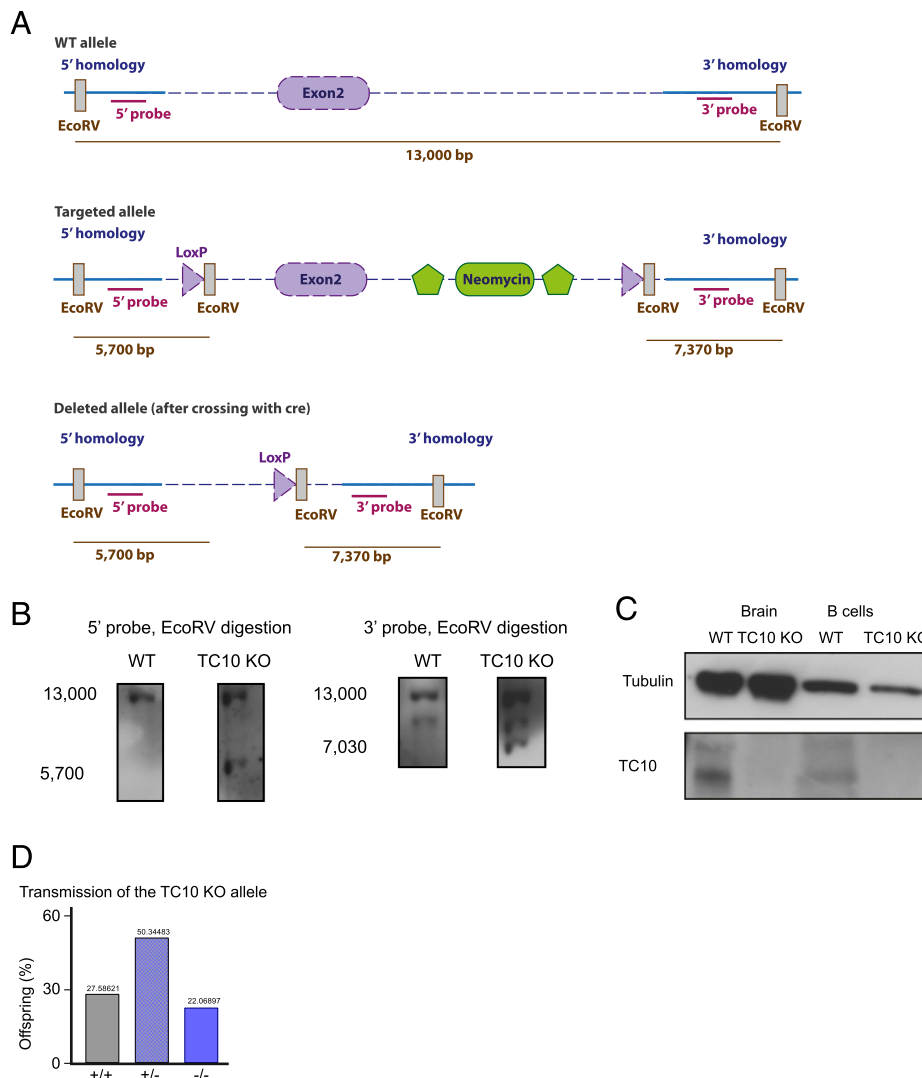 A
WT allele
5' homology
3' homology
Exon2
5' probe
3' probe
EcoRV
EcoRV
13,000 bp
Targeted allele
5' homology
3' homology
LoxP
Exon2
Neomycin
EcoRV
5' probe
EcoRV
EcoRV
3' probe
EcoRV
5,700 bp
7,370 bp
Deleted allele (after crossing with cre)
5' homology
3' homology
LoxP
EcoRV
5' probe
EcoRV
3' probe
EcoRV
5,700 bp
7,370 bp
B
5' probe, EcoRV digestion
3' probe, EcoRV digestion
WT
TC10 KO
WT
TC10 KO
13,000
5,700
13,000
7,030
C
Brain
B cells
WT TC10 KO WT TC10 KO
Tubulin
TC10
D
Transmission of the TC10 KO allele
Offspring (%)
60
30
0
27.58621
50.34483
22.06897
+/+
+/-
-/-